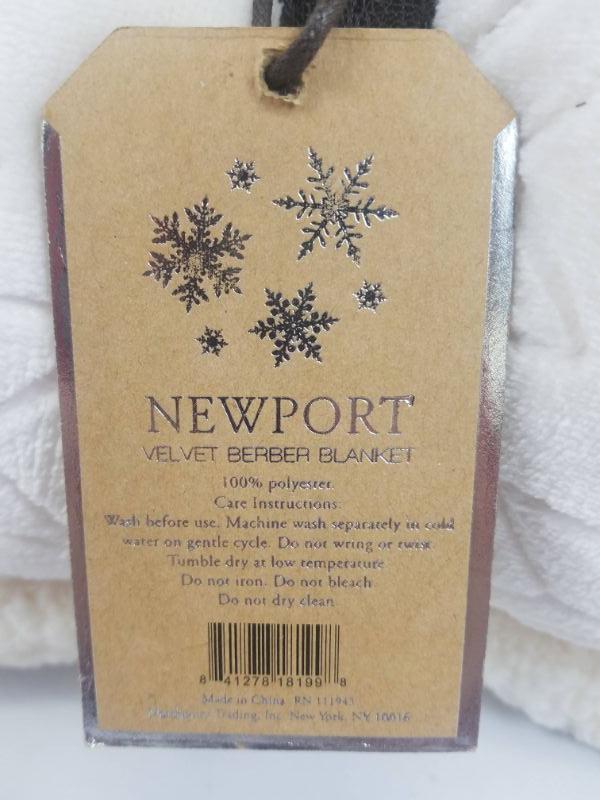 NEWPORT
VELVET BERBER BLANKET
100% polyester.
Care Instructions:
Wash before use. Machine wash separately in cold
water on gentle cycle. Do not wring or twist.
Tumble dry at low temperature
Do not iron. Do not bleach.
Do not dry clean.
8 41278 18199 8
Made in China RN 111943
Trading, Inc. New York, NY 10016